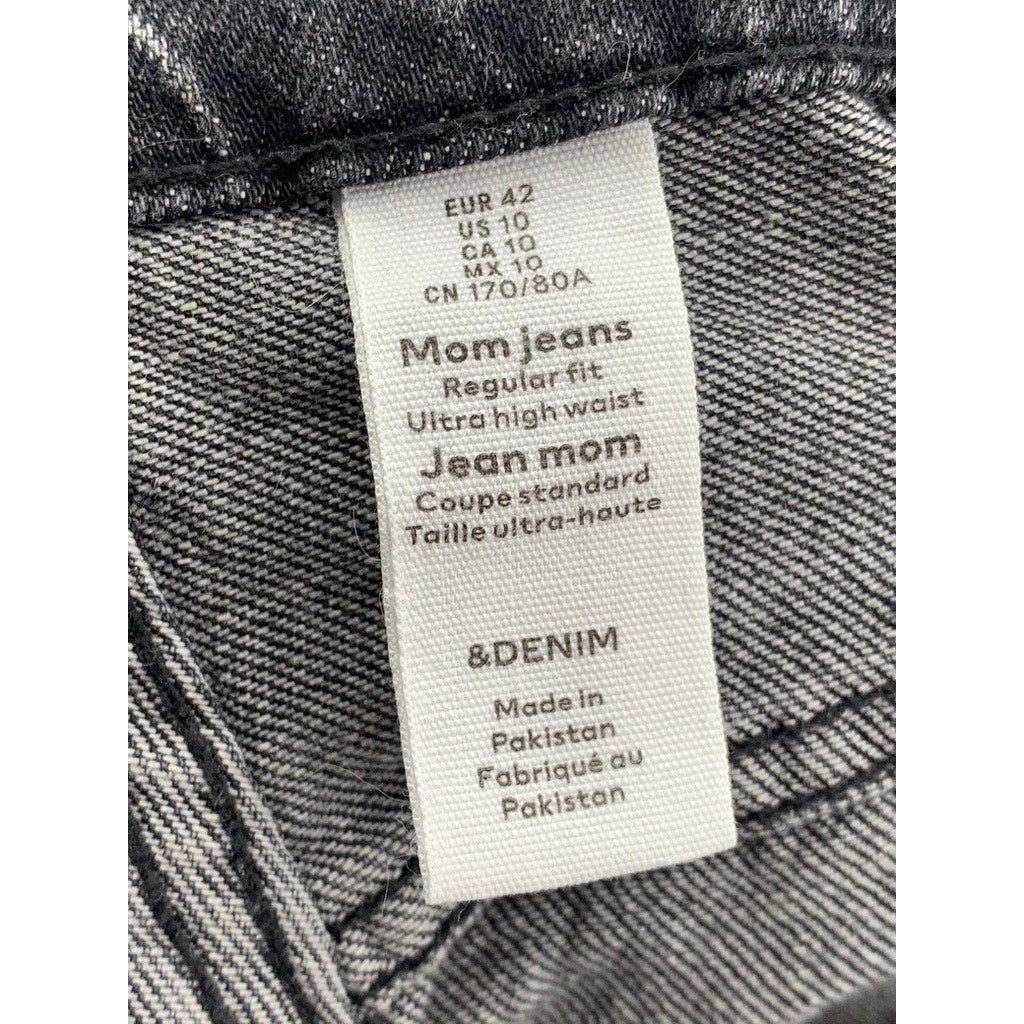 EUR 42
US 10
CA 10
MX 10
CN 170/80A
Mom jeans
Regular fit
Ultra high waist
Jean mom
Coupe standard
Taille ultra-haute
&DENIM
Made in
Pakistan
Fabriqué au
Pakistan